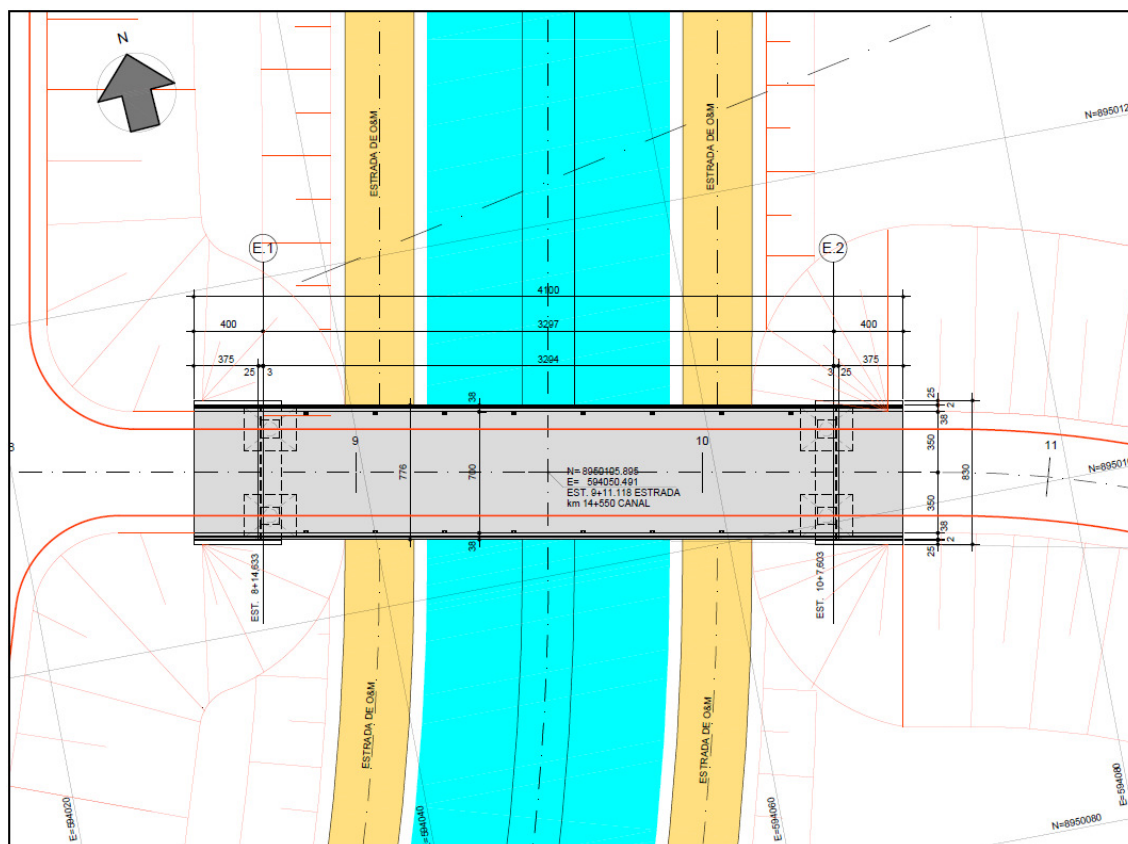 N
N=8950120
ESTRADA DE O&M
ESTRADA DE O&M
E.1
E.2
4100
400
3297
400
375
3294
375
25
3
3
25
38
25
2
38
8
9
10
11
776
700
350
350
830
N= 8950105.895
E= 594050.491
EST. 9+11.118 ESTRADA
km 14+550 CANAL
38
38
2
25
EST. 8+14,633
EST. 10+7,603
ESTRADA DE O&M
ESTRADA DE O&M
E=594020
E=594040
E=594060
E=594080
N=8950080